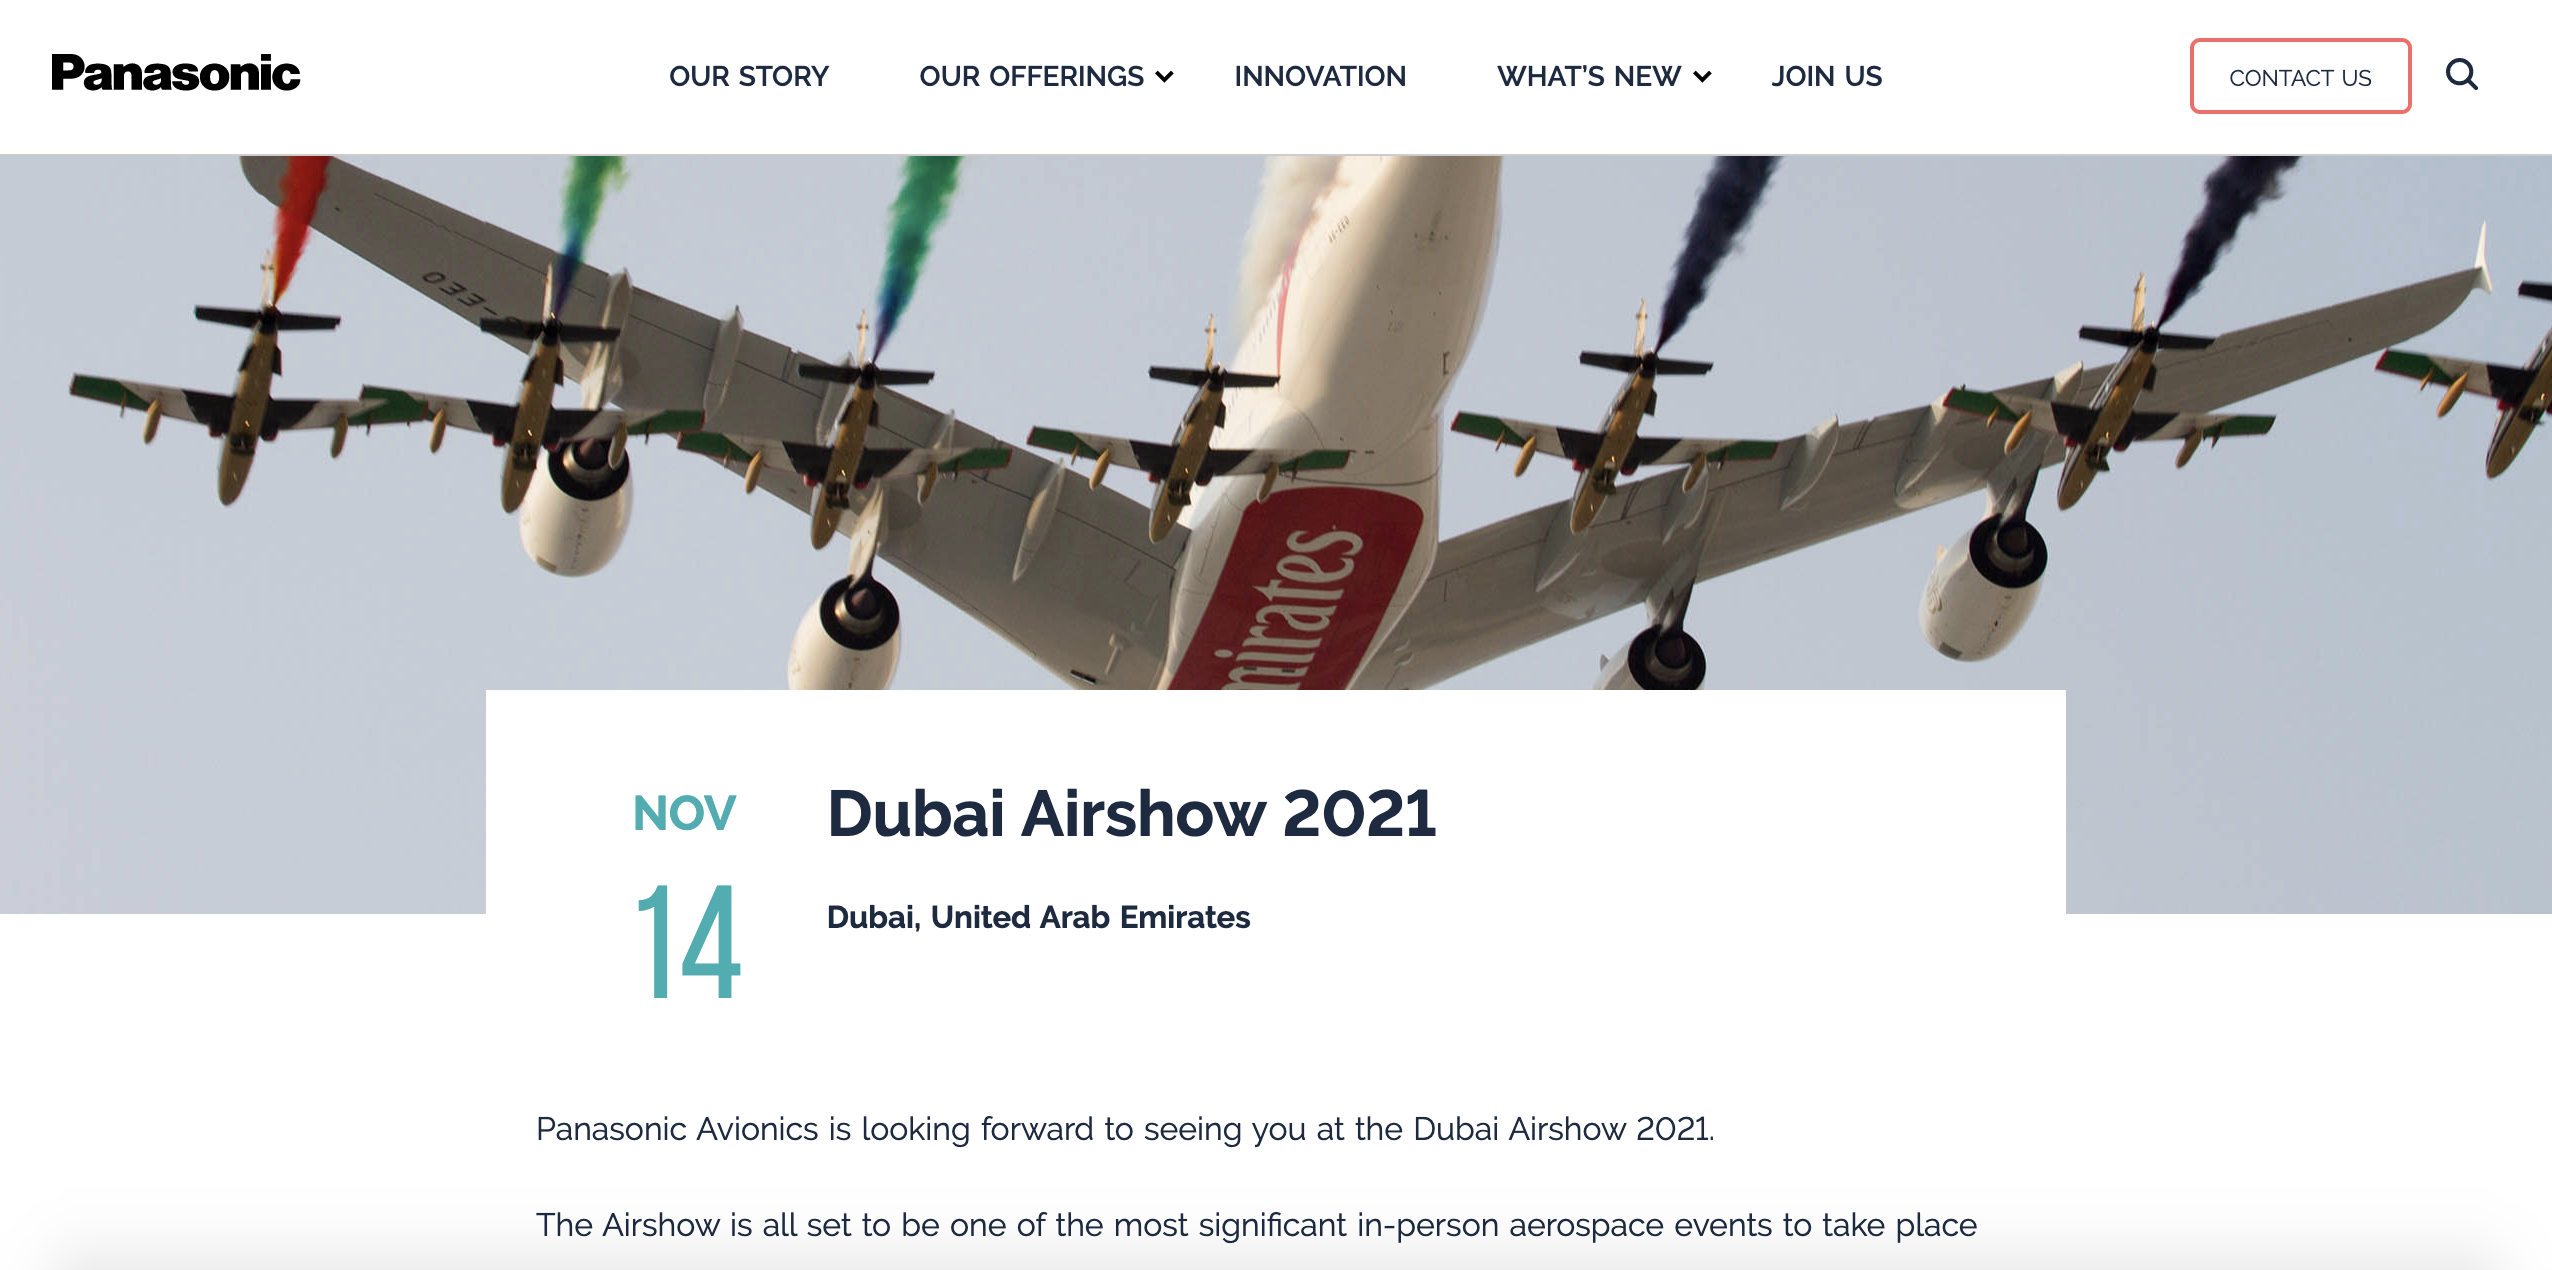 Panasonic
OUR STORY
OUR OFFERINGS
INNOVATION
WHAT'S NEW
JOIN US
CONTACT US
mirates
NOV
14
Dubai Airshow 2021
Dubai, United Arab Emirates
Panasonic Avionics is looking forward to seeing you at the Dubai Airshow 2021.
The Airshow is all set to be one of the most significant in-person aerospace events to take place